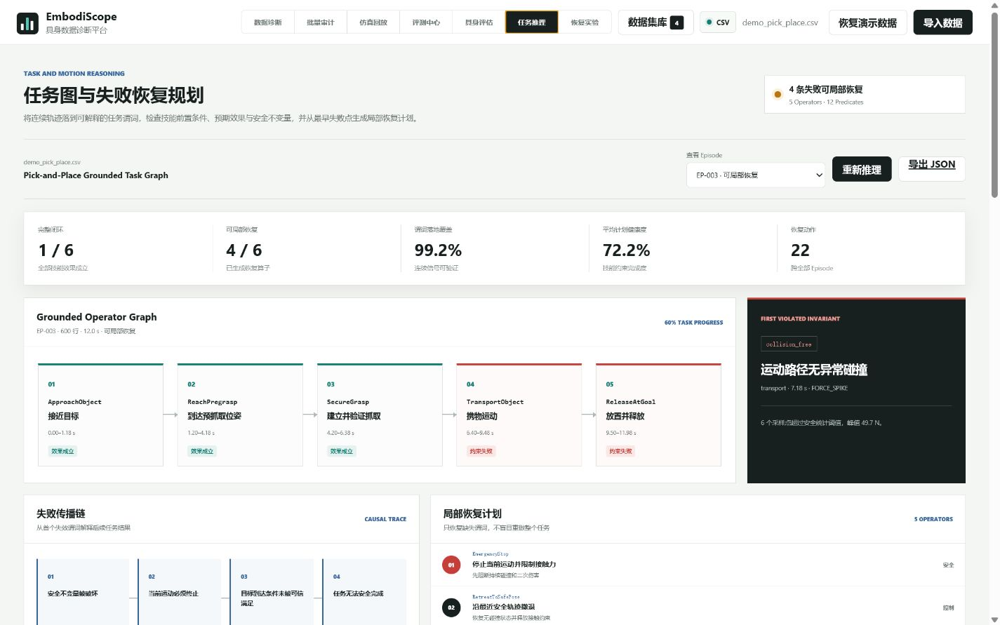 EmbodiScope
具身数据诊断平台
数据诊断
批量审计
仿真回放
评测中心
具身评估
任务推理
恢复实验
数据集库 4
CSV
demo_pick_place.csv
恢复演示数据
导入数据
TASK AND MOTION REASONING
任务图与失败恢复规划
将连续轨迹落到可解释的任务谓词，检查技能前置条件、预期效果与安全不变量，并从最早失败点生成局部恢复计划。
4 条失败可局部恢复
5 Operators · 12 Predicates
demo_pick_place.csv
Pick-and-Place Grounded Task Graph
查看 Episode
EP-003 · 可局部恢复
重新推理
导出 JSON
完整闭环
1 / 6
全部技能效果成立
可局部恢复
4 / 6
已生成恢复算子
谓词落地覆盖
99.2%
连续信号可验证
平均计划健康度
72.2%
技能约束完成度
恢复动作
22
跨全部 Episode
Grounded Operator Graph
EP-003 · 600 行 · 12.0 s · 可局部恢复
60% TASK PROGRESS
01
ApproachObject
接近目标
0.00–1.18 s
效果成立
02
ReachPregrasp
到达预抓取位姿
1.20–4.18 s
效果成立
03
SecureGrasp
建立并验证抓取
4.20–6.38 s
效果成立
04
TransportObject
携物运动
6.40–9.48 s
约束失败
05
ReleaseAtGoal
放置并释放
9.50–11.98 s
约束失败
FIRST VIOLATED INVARIANT
collision_free
运动路径无异常碰撞
transport · 7.18 s · FORCE_SPIKE
6 个采样点超过安全统计阈值，峰值 49.7 N。
失败传播链
从首个失效谓词解释后续任务结果
CAUSAL TRACE
01
安全不变量被破坏
02
当前运动必须终止
03
目标到达条件未被可信
满足
04
任务无法安全完成
局部恢复计划
只恢复缺失谓词，不盲目重做整个任务
5 OPERATORS
01
EmergencyStop
停止当前运动并限制接触力
先阻断持续碰撞和二次伤害
安全
02
RetreatToSafePose
沿最近安全轨迹撤退
恢复无碰撞状态并释放接触约束
控制